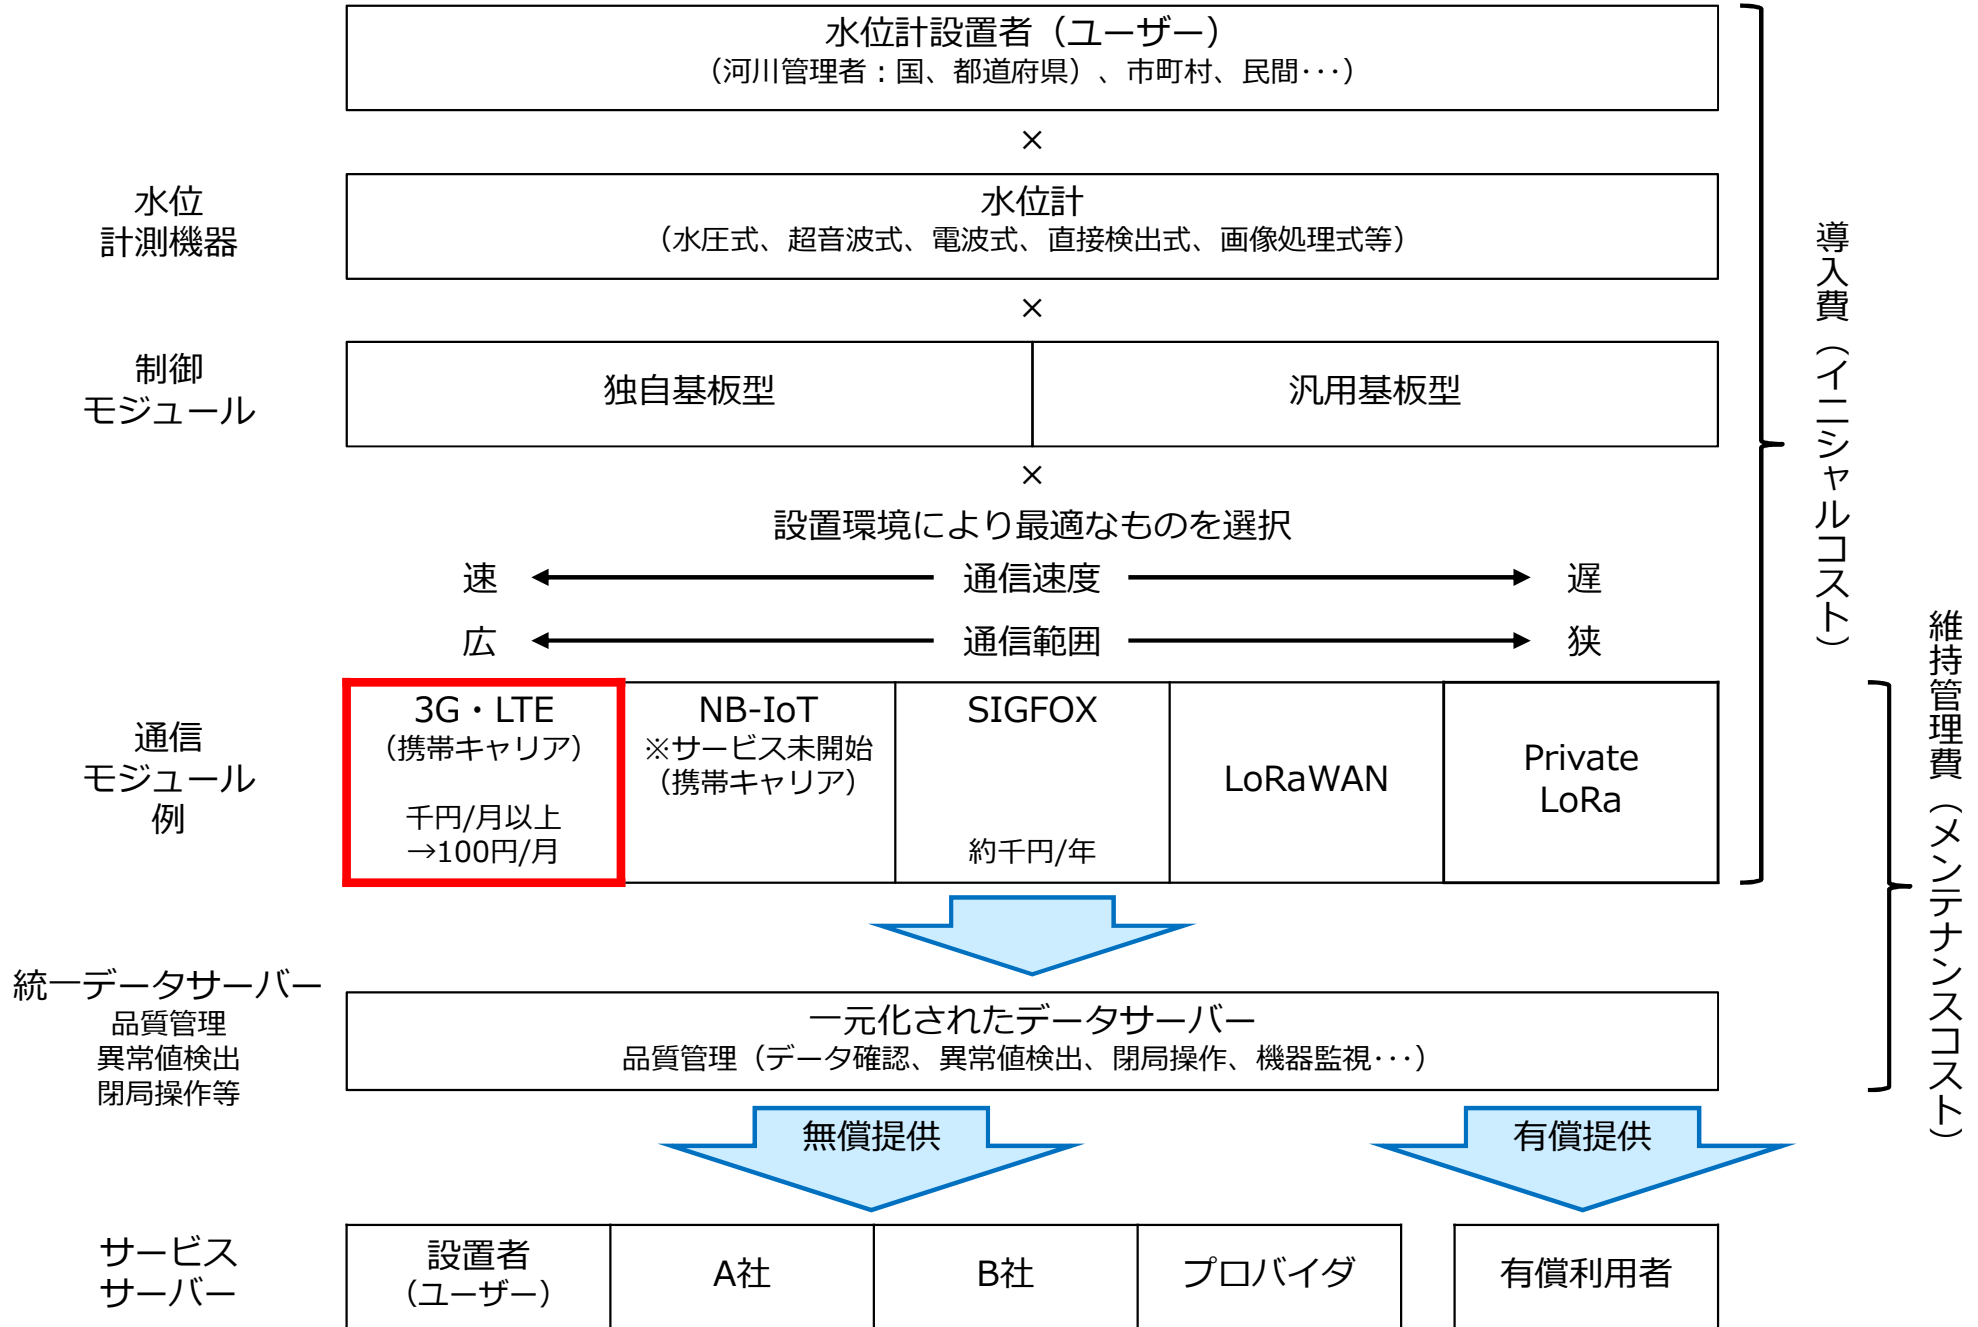 水位計設置者（ユーザー）
（河川管理者：国、都道府県）、市町村、民間･･･）
×
水位
計測機器
水位計
（水圧式、超音波式、電波式、直接検出式、画像処理式等）
×
制御
モジュール
独自基板型
汎用基板型
×
設置環境により最適なものを選択
速
通信速度
遅
広
通信範囲
狭
通信
モジュール
例
3G・LTE
（携帯キャリア）
千円/月以上
→100円/月
NB-IoT
※サービス未開始
（携帯キャリア）
SIGFOX
約千円/年
LoRaWAN
Private
LoRa
導入費（イニシャルコスト）
維持管理費（メンテナンスコスト）
統一データサーバー
品質管理
異常値検出
閉局操作等
一元化されたデータサーバー
品質管理（データ確認、異常値検出、閉局操作、機器監視･･･）
無償提供
有償提供
サービス
サーバー
設置者
（ユーザー）
A社
B社
プロバイダ
有償利用者